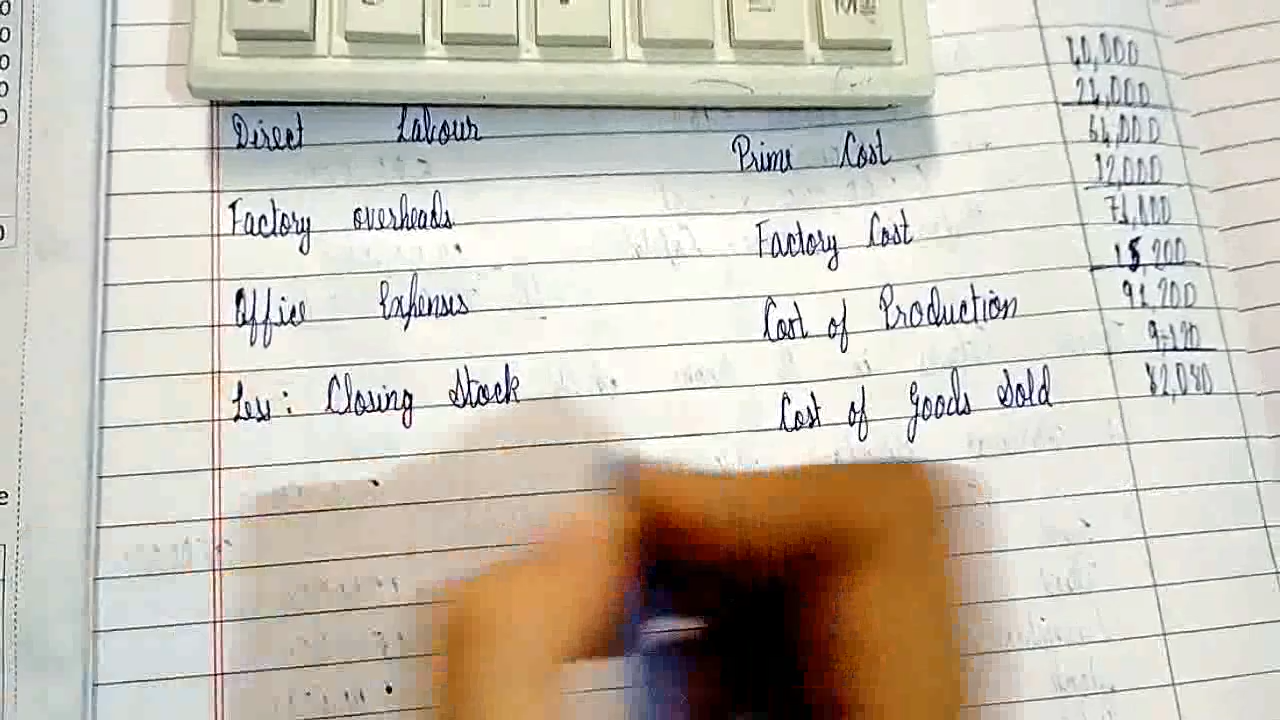 40,000
24,000
Direct Labour
Prime Cost 64,000
Factory overheads 12,000
Factory Cost 76,000
Office Expenses 15,200
Cost of Production 91,200
Less: Closing Stock 9,120
Cost of Goods Sold 82,080